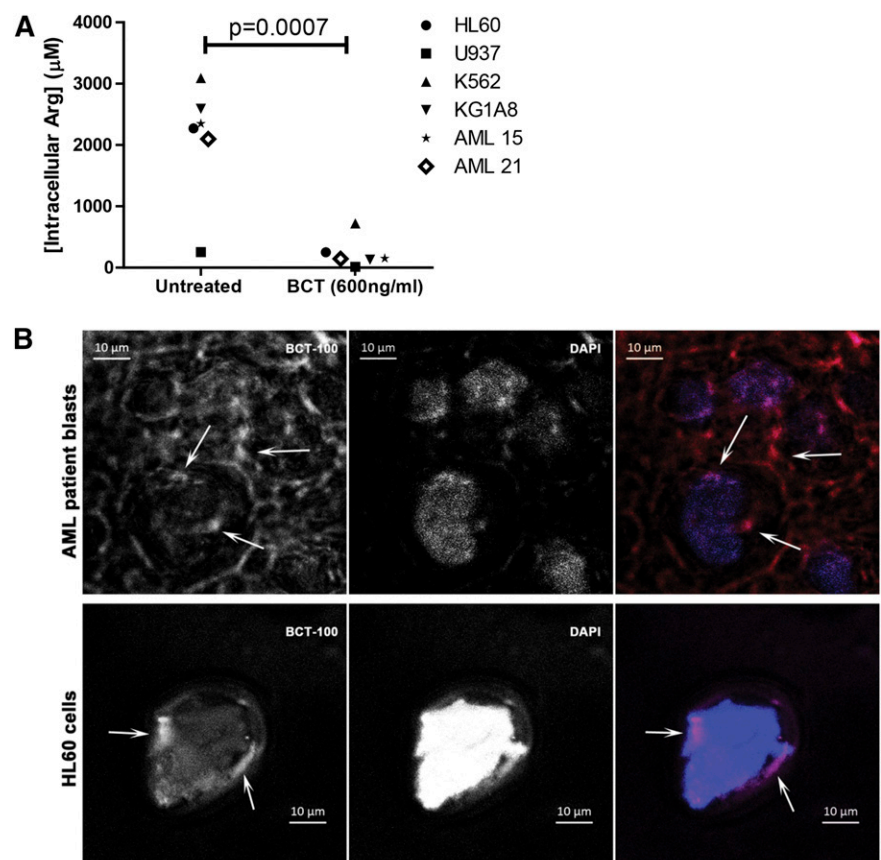 A
4000
3000
2000
1000
0
[Intracellular Arg] (µM)
p=0.0007
Untreated
BCT (600ng/ml)
HL60
U937
K562
KG1A8
AML 15
AML 21
B
AML patient blasts
10 µm
BCT-100
10 µm
DAPI
10 µm
HL60 cells
BCT-100
10 µm
DAPI
10 µm
10 µm